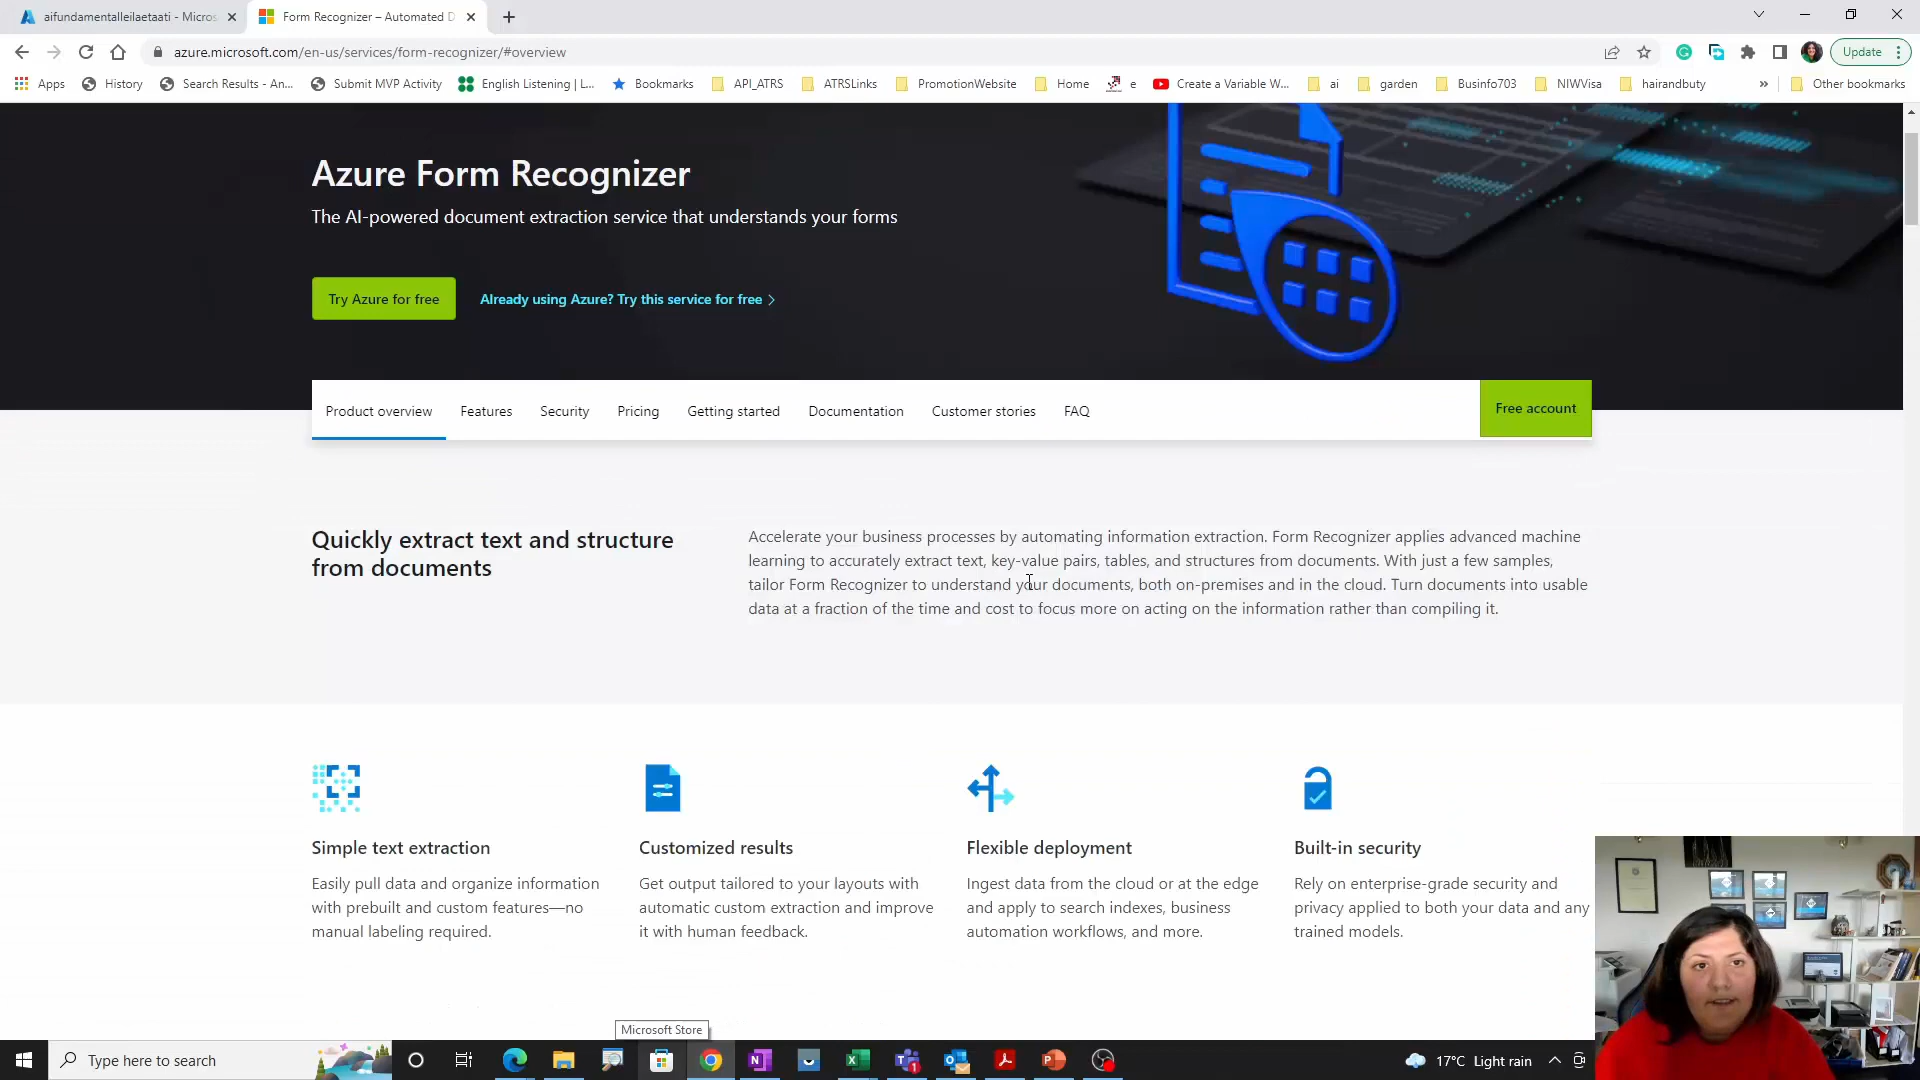 aifundamentalleilaetaati - Micros
Form Recognizer – Automated D
azure.microsoft.com/en-us/services/form-recognizer/#overview
Update
Apps
History
Search Results - An...
Submit MVP Activity
English Listening | L...
Bookmarks
API_ATRS
ATRSLinks
PromotionWebsite
Home
e
Create a Variable W...
ai
garden
Businfo703
NIWVisa
hairandbuty
»
Other bookmarks
Azure Form Recognizer
The AI-powered document extraction service that understands your forms
Try Azure for free
Already using Azure? Try this service for free
Product overview
Features
Security
Pricing
Getting started
Documentation
Customer stories
FAQ
Free account
Quickly extract text and structure
from documents
Accelerate your business processes by automating information extraction. Form Recognizer applies advanced machine
learning to accurately extract text, key-value pairs, tables, and structures from documents. With just a few samples,
tailor Form Recognizer to understand your documents, both on-premises and in the cloud. Turn documents into usable
data at a fraction of the time and cost to focus more on acting on the information rather than compiling it.
Simple text extraction
Easily pull data and organize information
with prebuilt and custom features—no
manual labeling required.
Customized results
Get output tailored to your layouts with
automatic custom extraction and improve
it with human feedback.
Flexible deployment
Ingest data from the cloud or at the edge
and apply to search indexes, business
automation workflows, and more.
Built-in security
Rely on enterprise-grade security and
privacy applied to both your data and any
trained models.
Microsoft Store
Type here to search
17°C Light rain